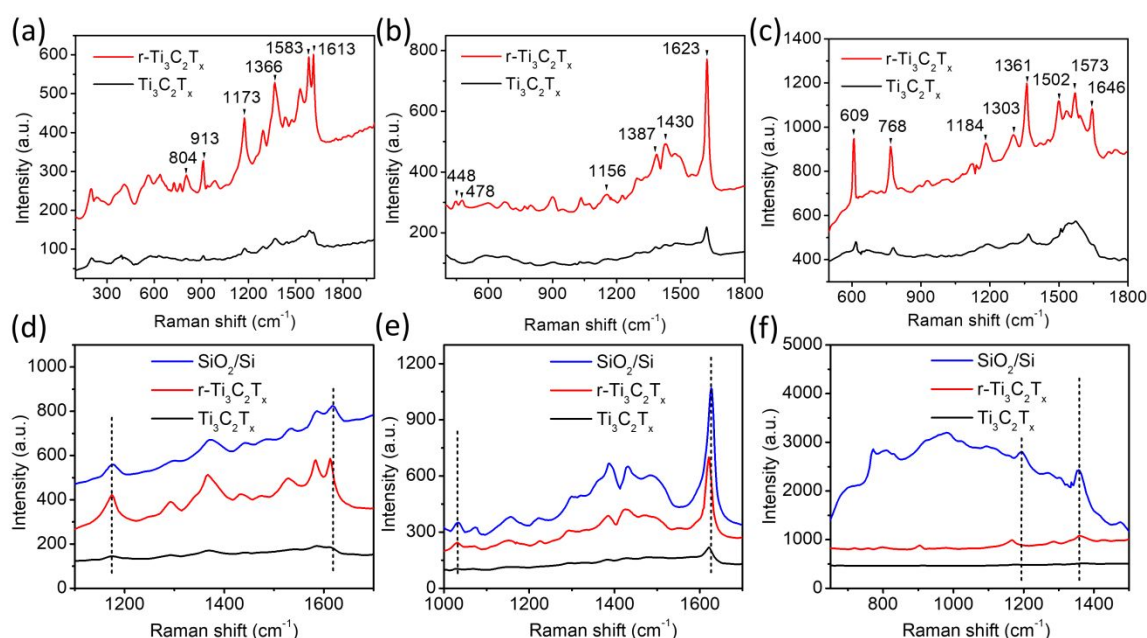 (a)
r-Ti₃C₂Tₓ
Ti₃C₂Tₓ
804
913
1173
1366
1583
1613
Intensity (a.u.)
600
500
400
300
200
100
300 600 900 1200 1500 1800
Raman shift (cm⁻¹)
(b)
r-Ti₃C₂Tₓ
Ti₃C₂Tₓ
448
478
1156
1387
1430
1623
Intensity (a.u.)
800
600
400
200
400 600 800 1000 1200 1400 1600 1800
Raman shift (cm⁻¹)
(c)
r-Ti₃C₂Tₓ
Ti₃C₂Tₓ
609
768
1184
1303
1361
1502
1573
1646
Intensity (a.u.)
1400
1200
1000
800
600
400
600 900 1200 1500 1800
Raman shift (cm⁻¹)
(d)
SiO₂/Si
r-Ti₃C₂Tₓ
Ti₃C₂Tₓ
Intensity (a.u.)
1000
800
600
400
200
0
1200 1400 1600
Raman shift (cm⁻¹)
(e)
SiO₂/Si
r-Ti₃C₂Tₓ
Ti₃C₂Tₓ
Intensity (a.u.)
1200
900
600
300
0
1000 1200 1400 1600
Raman shift (cm⁻¹)
(f)
SiO₂/Si
r-Ti₃C₂Tₓ
Ti₃C₂Tₓ
Intensity (a.u.)
5000
4000
3000
2000
1000
0
800 1000 1200 1400
Raman shift (cm⁻¹)